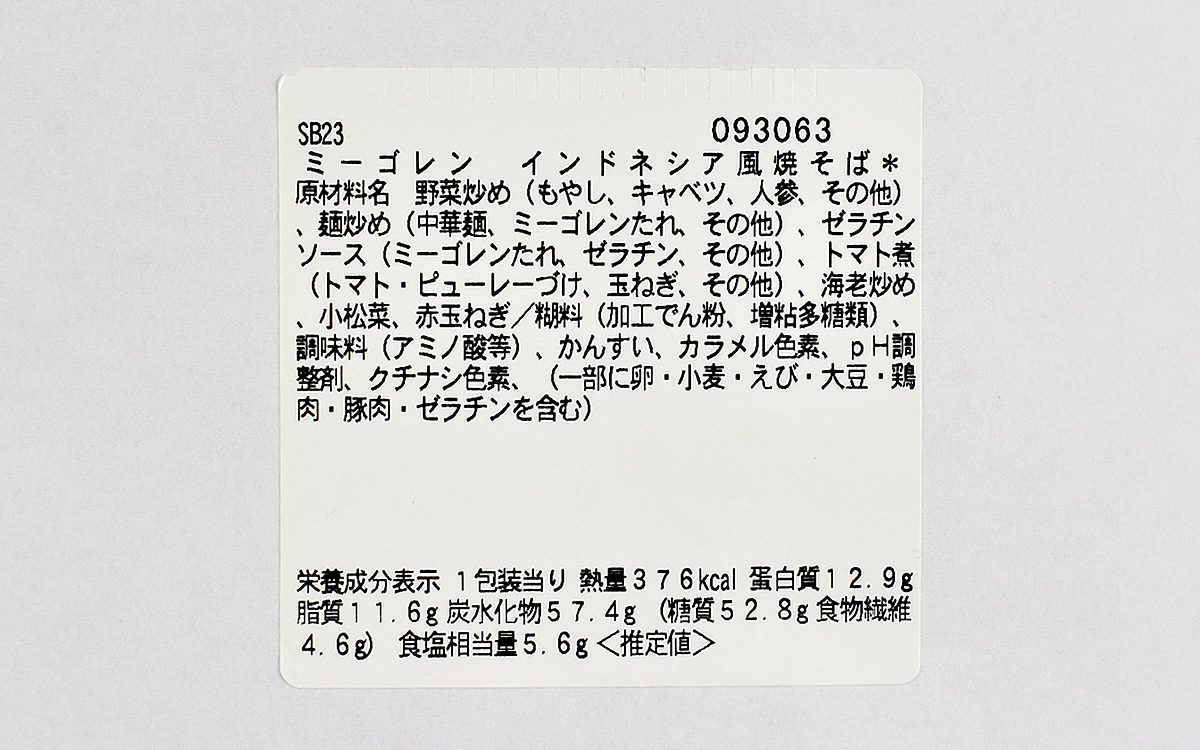 SB23 093063
ミーゴレン　インドネシア風焼そば＊
原材料名　野菜炒め（もやし、キャベツ、人参、その他）
、麺炒め（中華麺、ミーゴレンたれ、その他）、ゼラチン
ソース（ミーゴレンたれ、ゼラチン、その他）、トマト煮
（トマト・ピューレーづけ、玉ねぎ、その他）、海老炒め
、小松菜、赤玉ねぎ／糊料（加工でん粉、増粘多糖類）、
調味料（アミノ酸等）、かんすい、カラメル色素、ｐＨ調
整剤、クチナシ色素、（一部に卵・小麦・えび・大豆・鶏
肉・豚肉・ゼラチンを含む）
栄養成分表示 １包装当り 熱量３７６kcal 蛋白質１２．９g
脂質１１．６g 炭水化物５７．４g （糖質５２．８g 食物繊維
４．６g） 食塩相当量５．６g ＜推定値＞